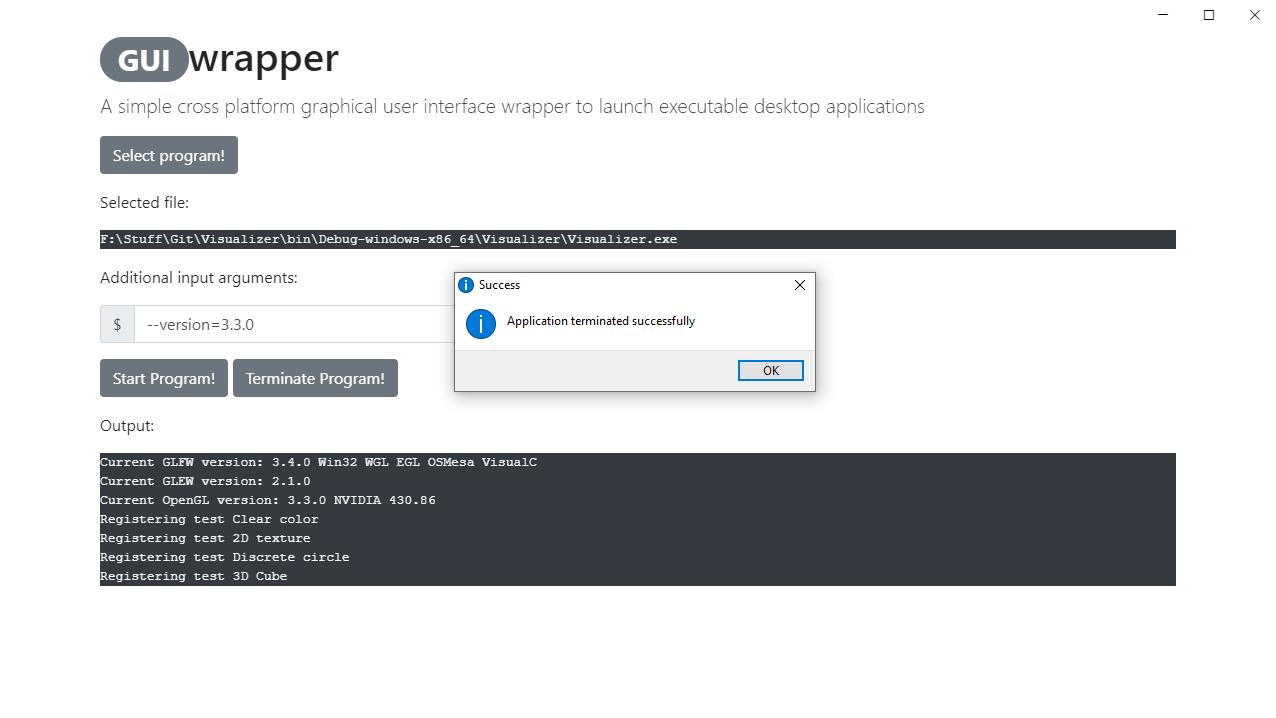 GUI wrapper
A simple cross platform graphical user interface wrapper to launch executable desktop applications
Select program!
Selected file:
F:\Stuff\Git\Visualizer\bin\Debug-windows-x86_64\Visualizer\Visualizer.exe
Additional input arguments:
$ --version=3.3.0
Success
Application terminated successfully
OK
Start Program! Terminate Program!
Output:
Current GLFW version: 3.4.0 Win32 WGL EGL OSMesa VisualC
Current GLEW version: 2.1.0
Current OpenGL version: 3.3.0 NVIDIA 430.86
Registering test Clear color
Registering test 2D texture
Registering test Discrete circle
Registering test 3D Cube